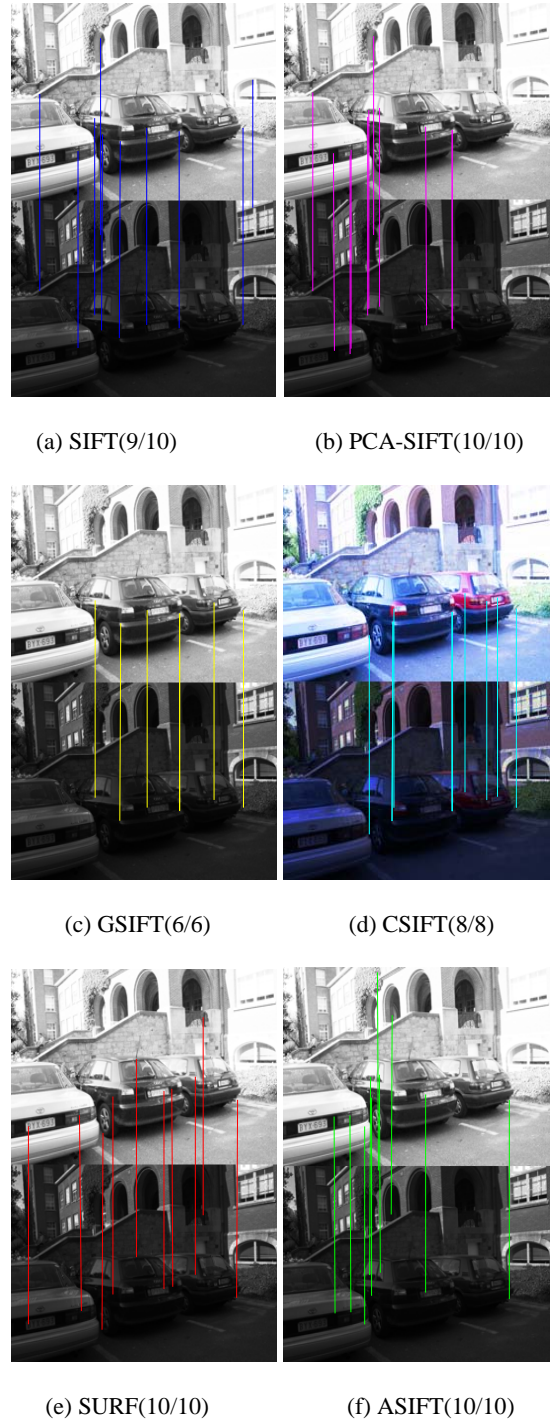 (a) SIFT(9/10)
(b) PCA-SIFT(10/10)
(c) GSIFT(6/6)
(d) CSIFT(8/8)
(e) SURF(10/10)
(f) ASIFT(10/10)